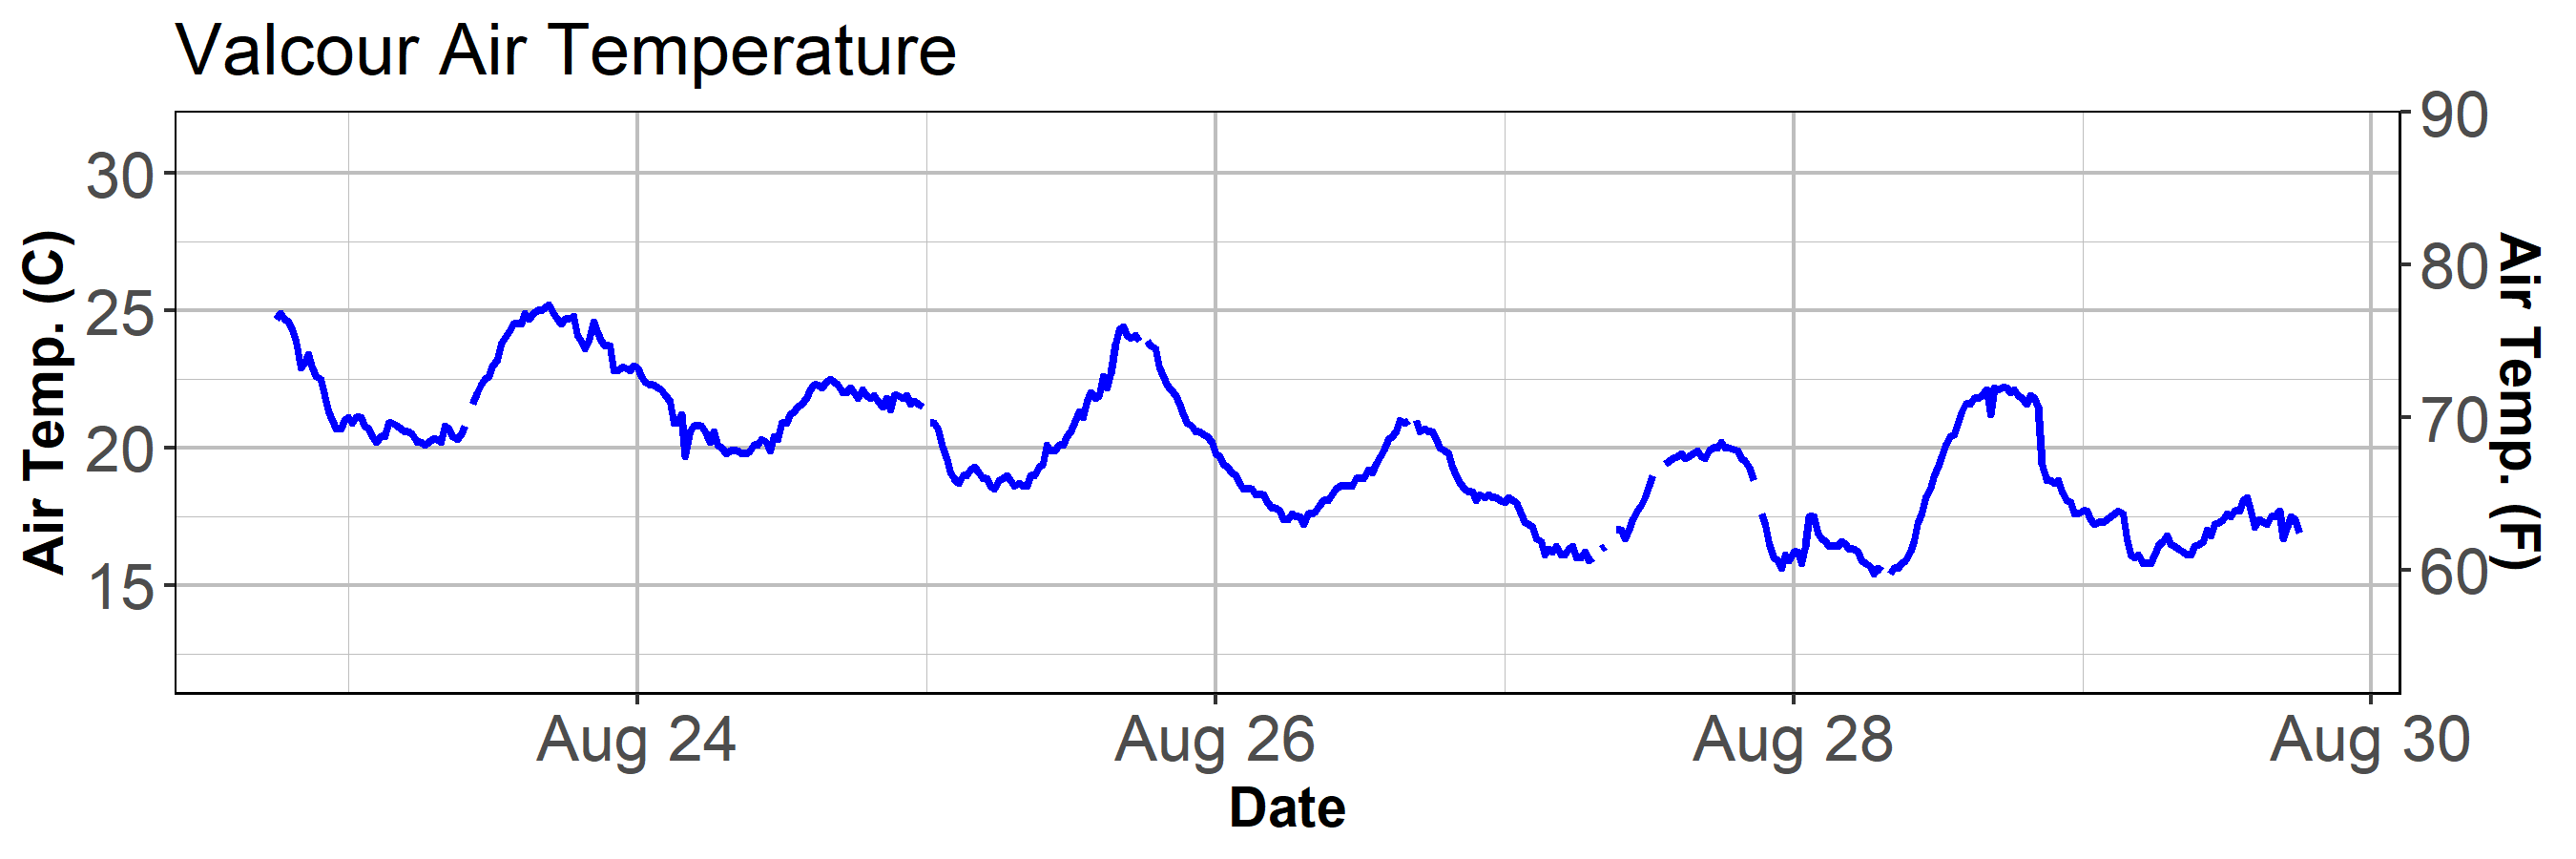 Valcour Air Temperature
Air Temp. (C)
30
25
20
15
90
80
70
60
Air Temp. (F)
Aug 24
Aug 26
Aug 28
Aug 30
Date